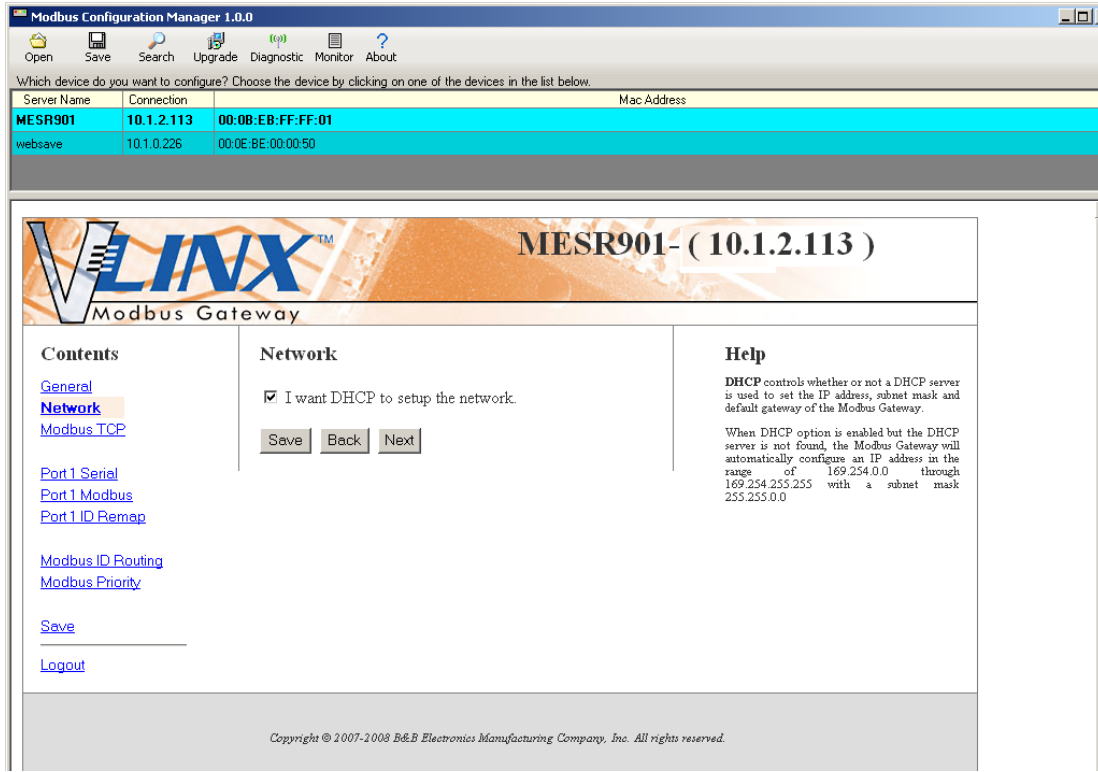 Modbus Configuration Manager 1.0.0
Open Save Search Upgrade Diagnostic Monitor About
Which device do you want to configure? Choose the device by clicking on one of the devices in the list below.
Server Name Connection Mac Address
MESR901 10.1.2.113 00:0B:EB:FF:FF:01
websave 10.1.0.226 00:0E:BE:00:00:50
VLINX™
Modbus Gateway
MESR901- ( 10.1.2.113 )
Contents
General
Network
Modbus TCP
Port 1 Serial
Port 1 Modbus
Port 1 ID Remap
Modbus ID Routing
Modbus Priority
Save
Logout
Network
I want DHCP to setup the network.
Save Back Next
Help
DHCP controls whether or not a DHCP server
is used to set the IP address, subnet mask and
default gateway of the Modbus Gateway.
When DHCP option is enabled but the DHCP
server is not found, the Modbus Gateway will
automatically configure an IP address in the
range of 169.254.0.0 through
169.254.255.255 with a subnet mask
255.255.0.0
Copyright © 2007-2008 B&B Electronics Manufacturing Company, Inc. All rights reserved.